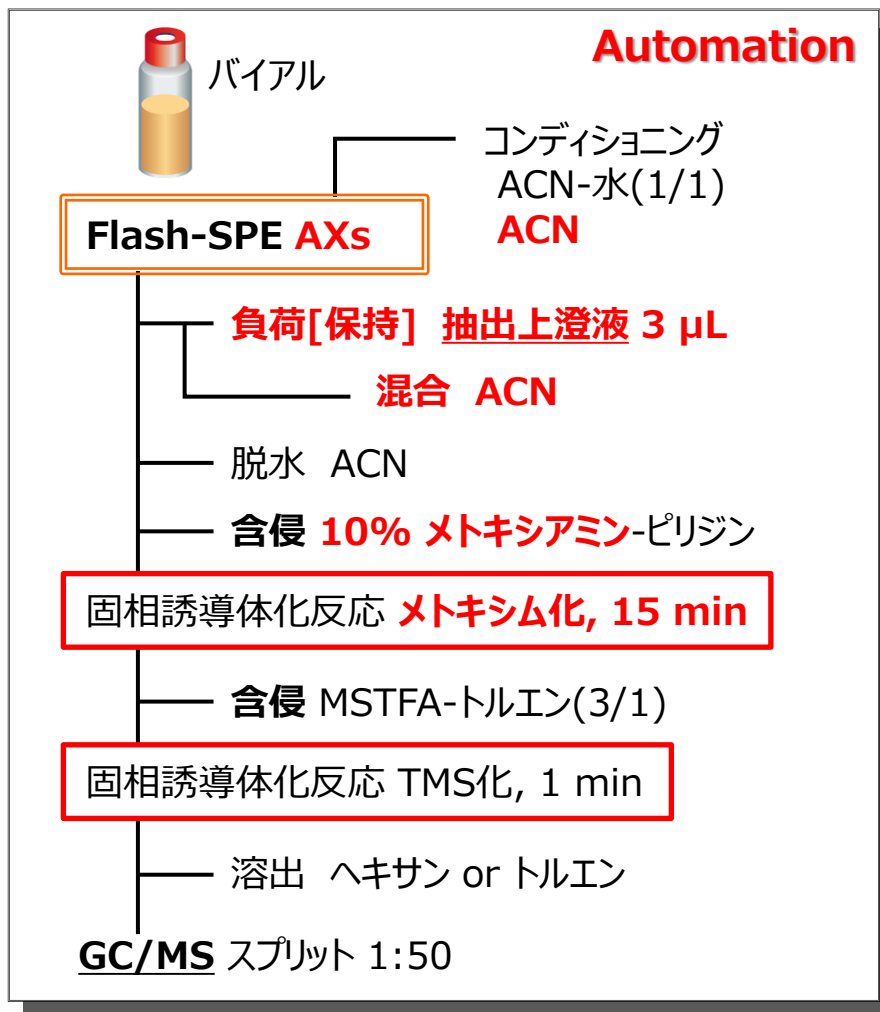 Automation
バイアル
コンディショニング
ACN-水(1/1)
ACN
Flash-SPE AXs
負荷[保持] 抽出上澄液 3 µL
混合 ACN
脱水 ACN
含侵 10% メトキシアミン-ピリジン
固相誘導体化反応 メトキシム化, 15 min
含侵 MSTFA-トルエン(3/1)
固相誘導体化反応 TMS化, 1 min
溶出 ヘキサン or トルエン
GC/MS スプリット 1:50